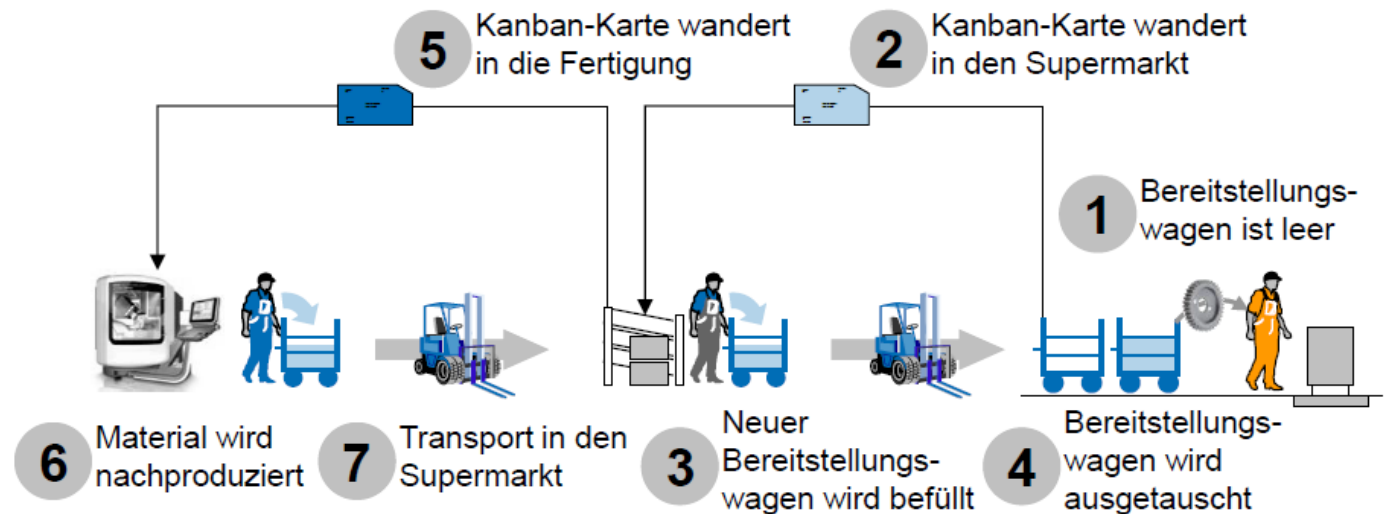 5
Kanban-Karte wandert
in die Fertigung
2
Kanban-Karte wandert
in den Supermarkt
1
Bereitstellungs-
wagen ist leer
6
Material wird
nachproduziert
7
Transport in den
Supermarkt
3
Neuer
Bereitstellungs-
wagen wird befüllt
4
Bereitstellungs-
wagen wird
ausgetauscht